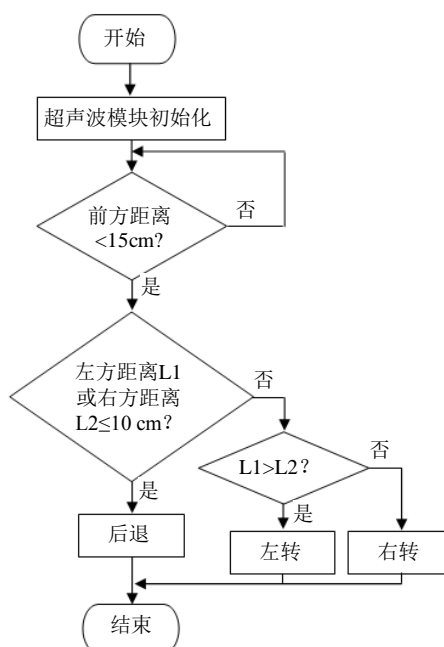 开始
超声波模块初始化
前方距离
<15cm?
否
是
左方距离L1
或右方距离
L2≤10 cm？
否
L1>L2？
否
是
是
后退
左转
右转
结束